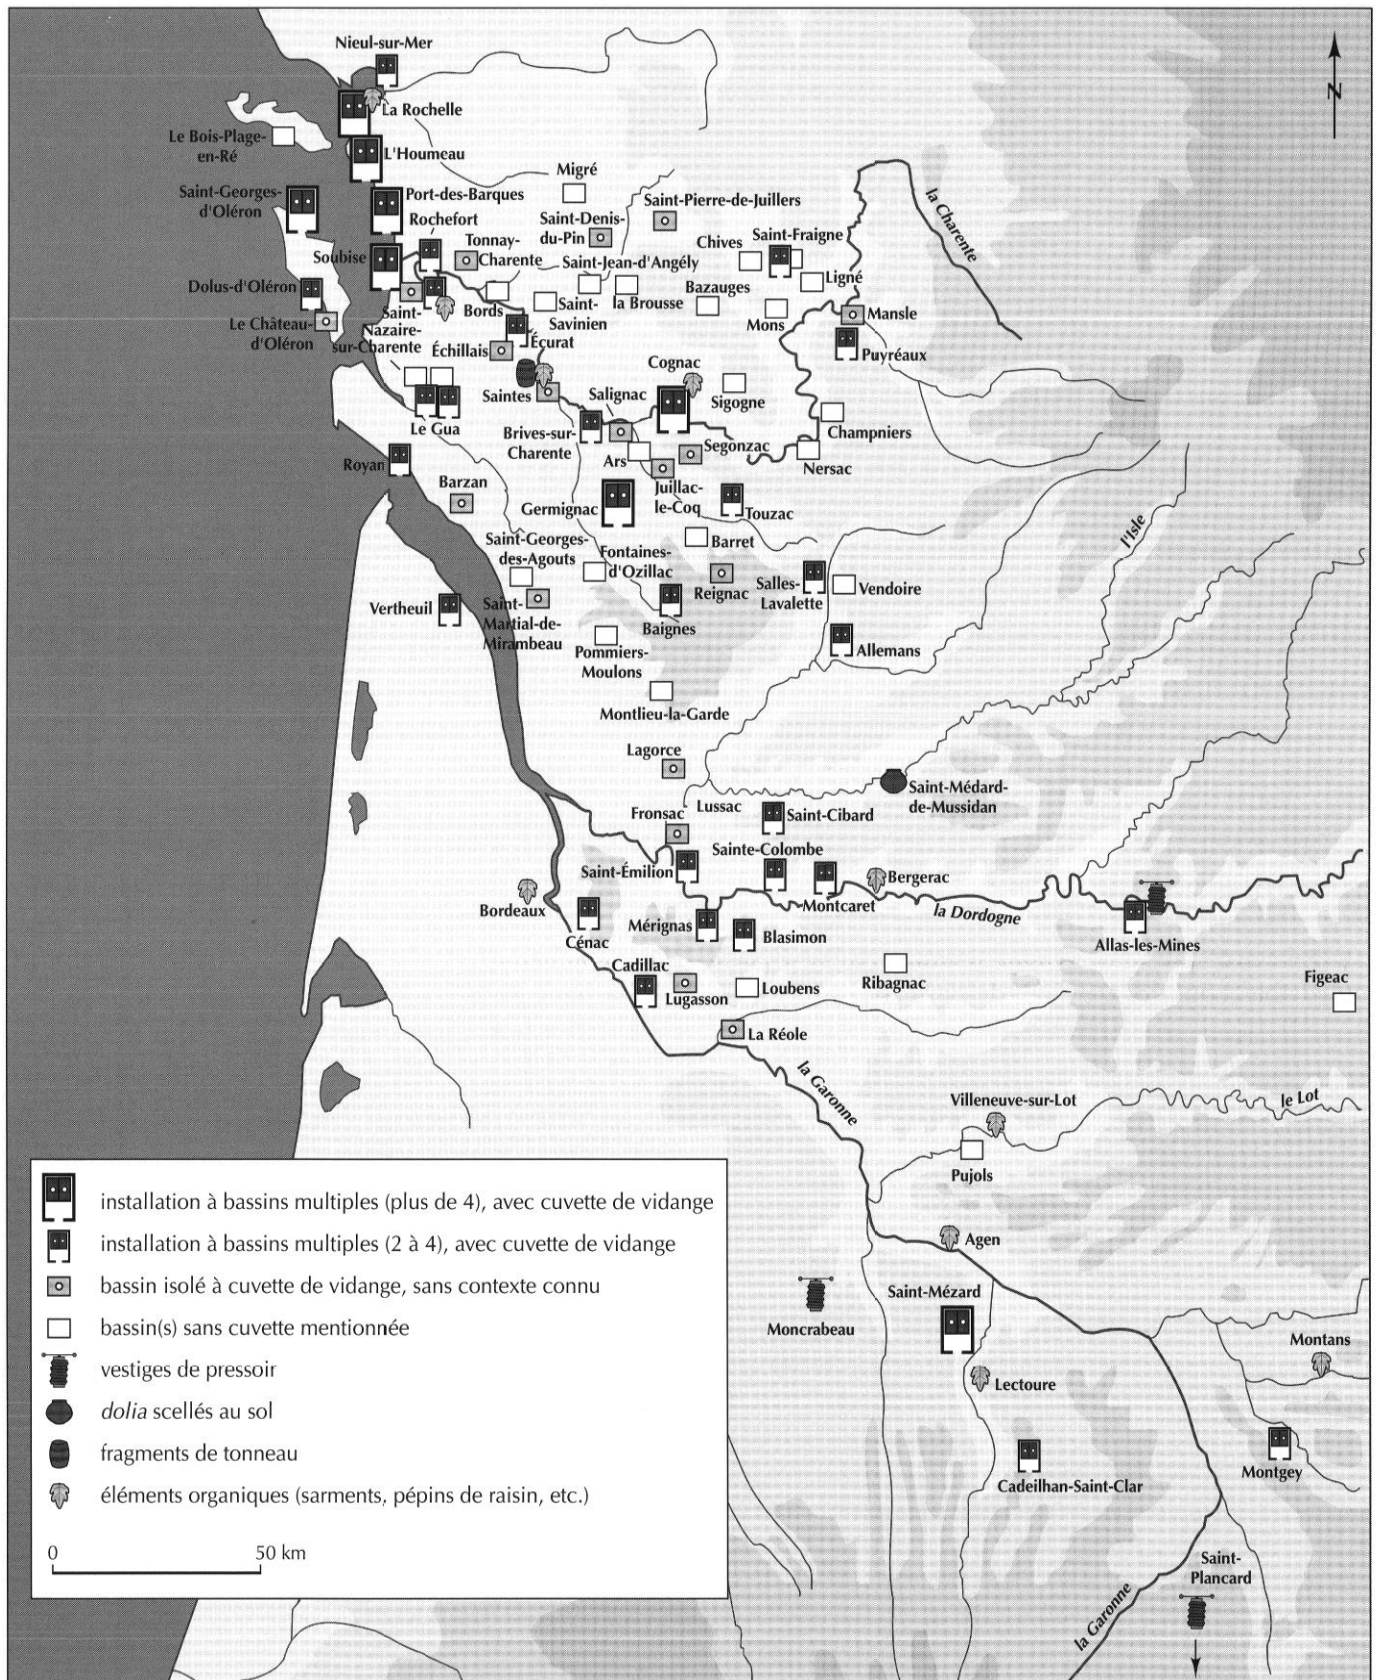 Nieul-sur-Mer
N
La Rochelle
Le Bois-Plage-
en-Ré
L'Houmeau
Migré
Saint-Georges-
d'Oléron
Port-des-Barques
Saint-Pierre-de-Juillers
la Charente
Rochefort
Saint-Denis-
du-Pin
Tonnay-
Charente
Chives
Saint-Fraigne
Soubise
Saint-Jean-d'Angély
Ligné
Dolus-d'Oléron
Bazauges
la Brousse
Saint-
Savinien
Bords
Saint-
Nazaire-
sur-Charente
Le Château-
d'Oléron
Mons
Mansle
Écurat
Échillais
Puyréaux
Cognac
Saintes
Salignac
Sigogne
Le Gua
Brives-sur-
Charente
Champniers
Segonzac
Ars
Nersac
Royan
Barzan
Juillac-
le-Coq
Germignac
Touzac
Saint-Georges-
des-Agouts
Fontaines-
d'Ozillac
Barret
l'Isle
Reignac
Salles-
Lavalette
Vendoire
Vertheuil
Saint-
Martial-de-
Mirambeau
Baignes
Pommiers-
Moulons
Allemans
Montlieu-la-Garde
Lagorce
Saint-Médard-
de-Mussidan
Lussac
Fronsac
Saint-Cibard
Sainte-Colombe
Saint-Émilion
Bergerac
Bordeaux
Montcaret
la Dordogne
Mérignas
Blasimon
Cénac
Allas-les-Mines
Cadillac
Lugasson
Loubens
Ribagnac
Figeac
La Réole
la Garonne
Villeneuve-sur-Lot
le Lot
Pujols
Agen
Saint-Mézard
Moncrabeau
Montans
Lectoure
Cadeilhan-Saint-Clar
Montgey
Saint-
Plancard
la Garonne
installation à bassins multiples (plus de 4), avec cuvette de vidange
installation à bassins multiples (2 à 4), avec cuvette de vidange
bassin isolé à cuvette de vidange, sans contexte connu
bassin(s) sans cuvette mentionnée
vestiges de pressoir
dolia scellés au sol
fragments de tonneau
éléments organiques (sarments, pépins de raisin, etc.)
0 50 km